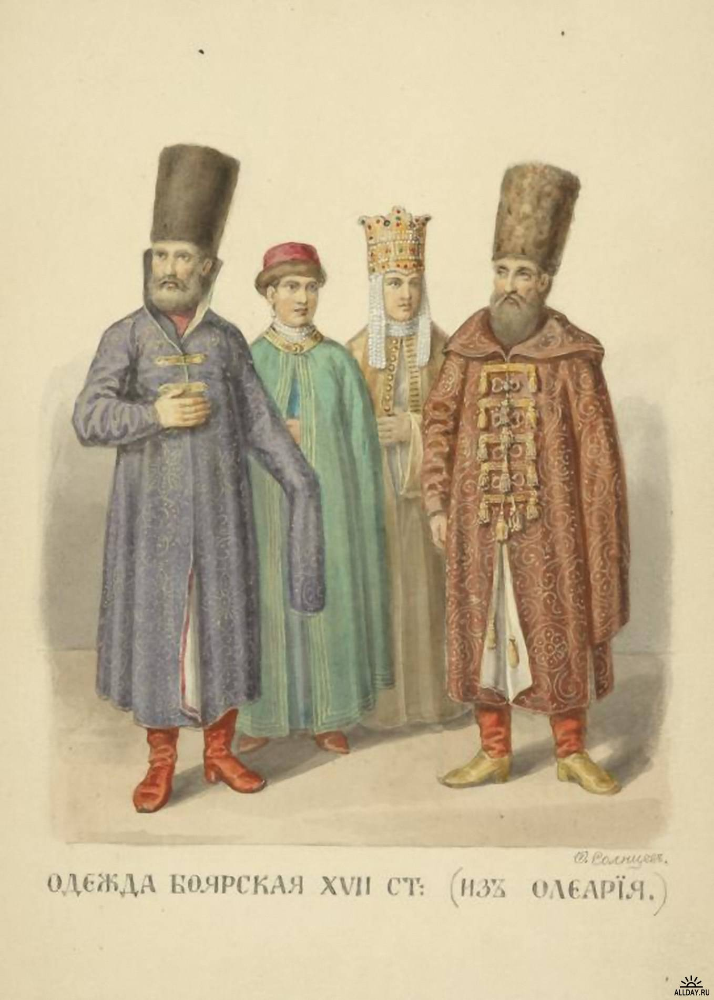 Ѳ. Солнцевъ.
ОДЕЖДА БОЯРСКАЯ XVII СТ: (ИЗЪ ОЛЕАРІЯ.)
ALLDAY.RU